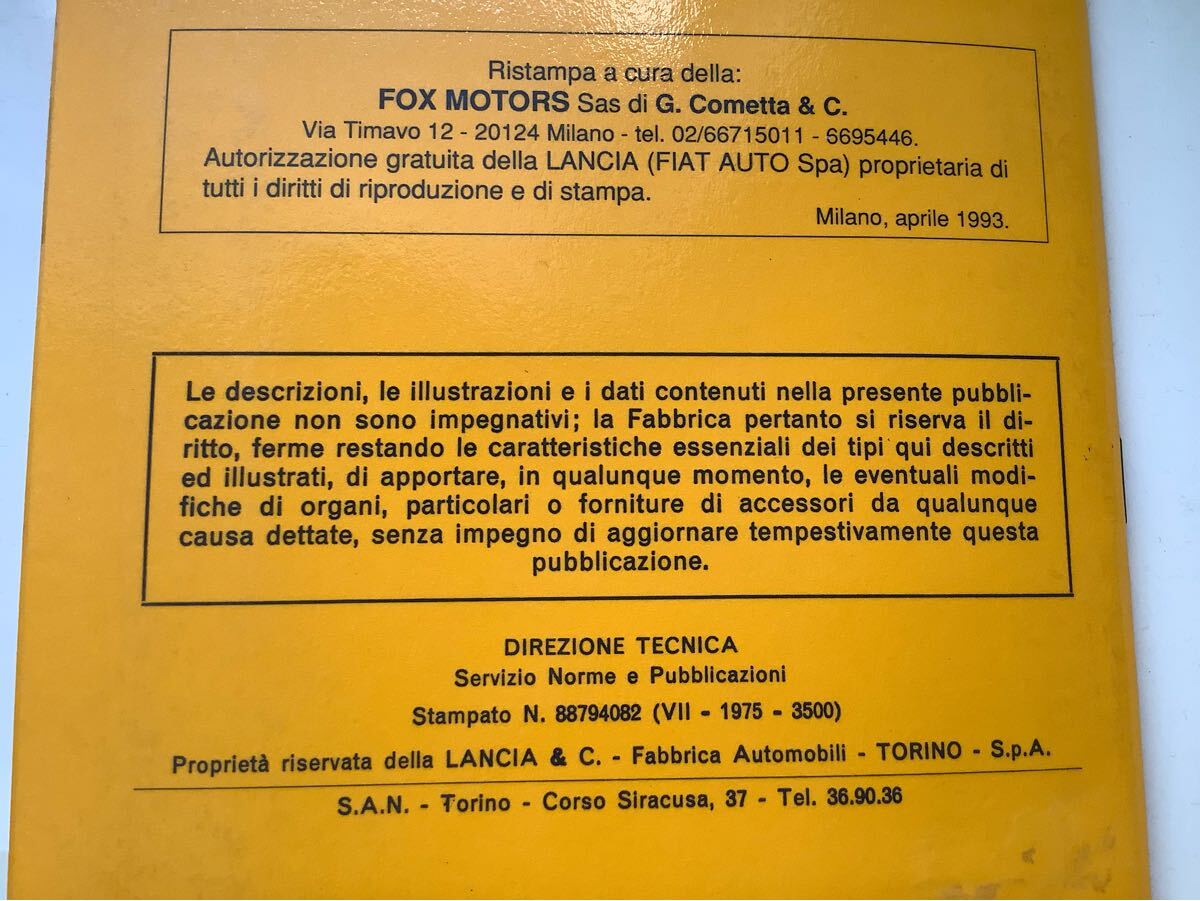 Ristampa a cura della:
FOX MOTORS Sas di G. Cometta & C.
Via Timavo 12 - 20124 Milano - tel. 02/66715011 - 6695446.
Autorizzazione gratuita della LANCIA (FIAT AUTO Spa) proprietaria di
tutti i diritti di riproduzione e di stampa.
Milano, aprile 1993.
Le descrizioni, le illustrazioni e i dati contenuti nella presente pubbli-
cazione non sono impegnativi; la Fabbrica pertanto si riserva il di-
ritto, ferme restando le caratteristiche essenziali dei tipi qui descritti
ed illustrati, di apportare, in qualunque momento, le eventuali modi-
fiche di organi, particolari o forniture di accessori da qualunque
causa dettate, senza impegno di aggiornare tempestivamente questa
pubblicazione.
DIREZIONE TECNICA
Servizio Norme e Pubblicazioni
Stampato N. 88794082 (VII - 1975 - 3500)
Proprietà riservata della LANCIA & C. - Fabbrica Automobili - TORINO - S.p.A.
S.A.N. - Torino - Corso Siracusa, 37 - Tel. 36.90.36